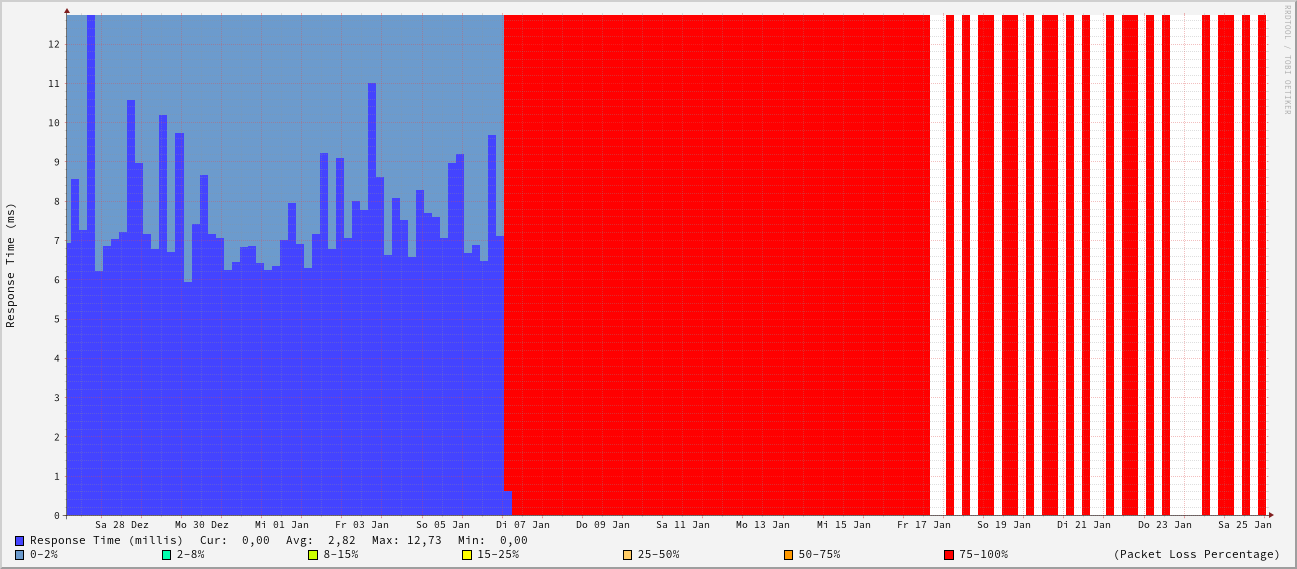 RRDTOOL / TOBI OETIKER
Response Time (ms)
12
11
10
9
8
7
6
5
4
3
2
1
0
Sa 28 Dez Mo 30 Dez Mi 01 Jan Fr 03 Jan So 05 Jan Di 07 Jan Do 09 Jan Sa 11 Jan Mo 13 Jan Mi 15 Jan Fr 17 Jan So 19 Jan Di 21 Jan Do 23 Jan Sa 25 Jan
Response Time (millis) Cur: 0,00 Avg: 2,82 Max: 12,73 Min: 0,00
0-2% 2-8% 8-15% 15-25% 25-50% 50-75% 75-100% (Packet Loss Percentage)